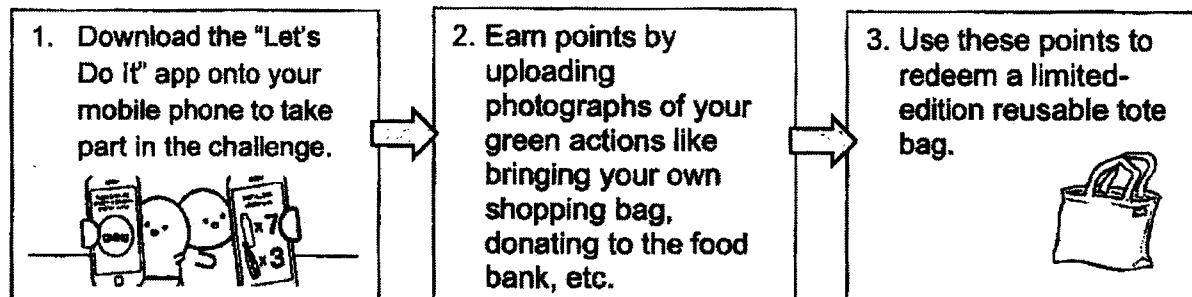 1. Download the "Let's
Do it" app onto your
mobile phone to take
part in the challenge.
x7
x3
2. Earn points by
uploading
photographs of your
green actions like
bringing your own
shopping bag,
donating to the food
bank, etc.
3. Use these points to
redeem a limited-
edition reusable tote
bag.